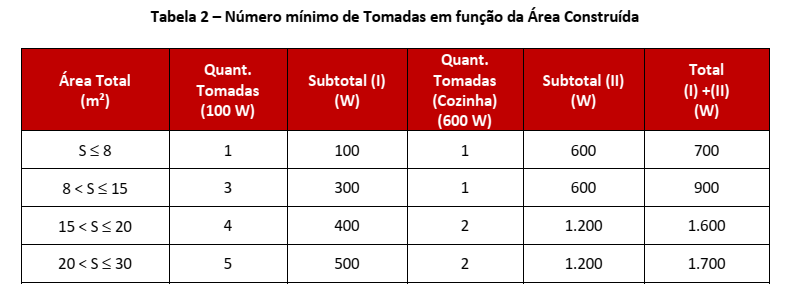 Tabela 2 – Número mínimo de Tomadas em função da Área Construída
Área Total
(m²)
Quant.
Tomadas
(100 W)
Subtotal (I)
(W)
Quant.
Tomadas
(Cozinha)
(600 W)
Subtotal (II)
(W)
Total
(I) +(II)
(W)
S ≤ 8 1 100 1 600 700
8 < S ≤ 15 3 300 1 600 900
15 < S ≤ 20 4 400 2 1.200 1.600
20 < S ≤ 30 5 500 2 1.200 1.700